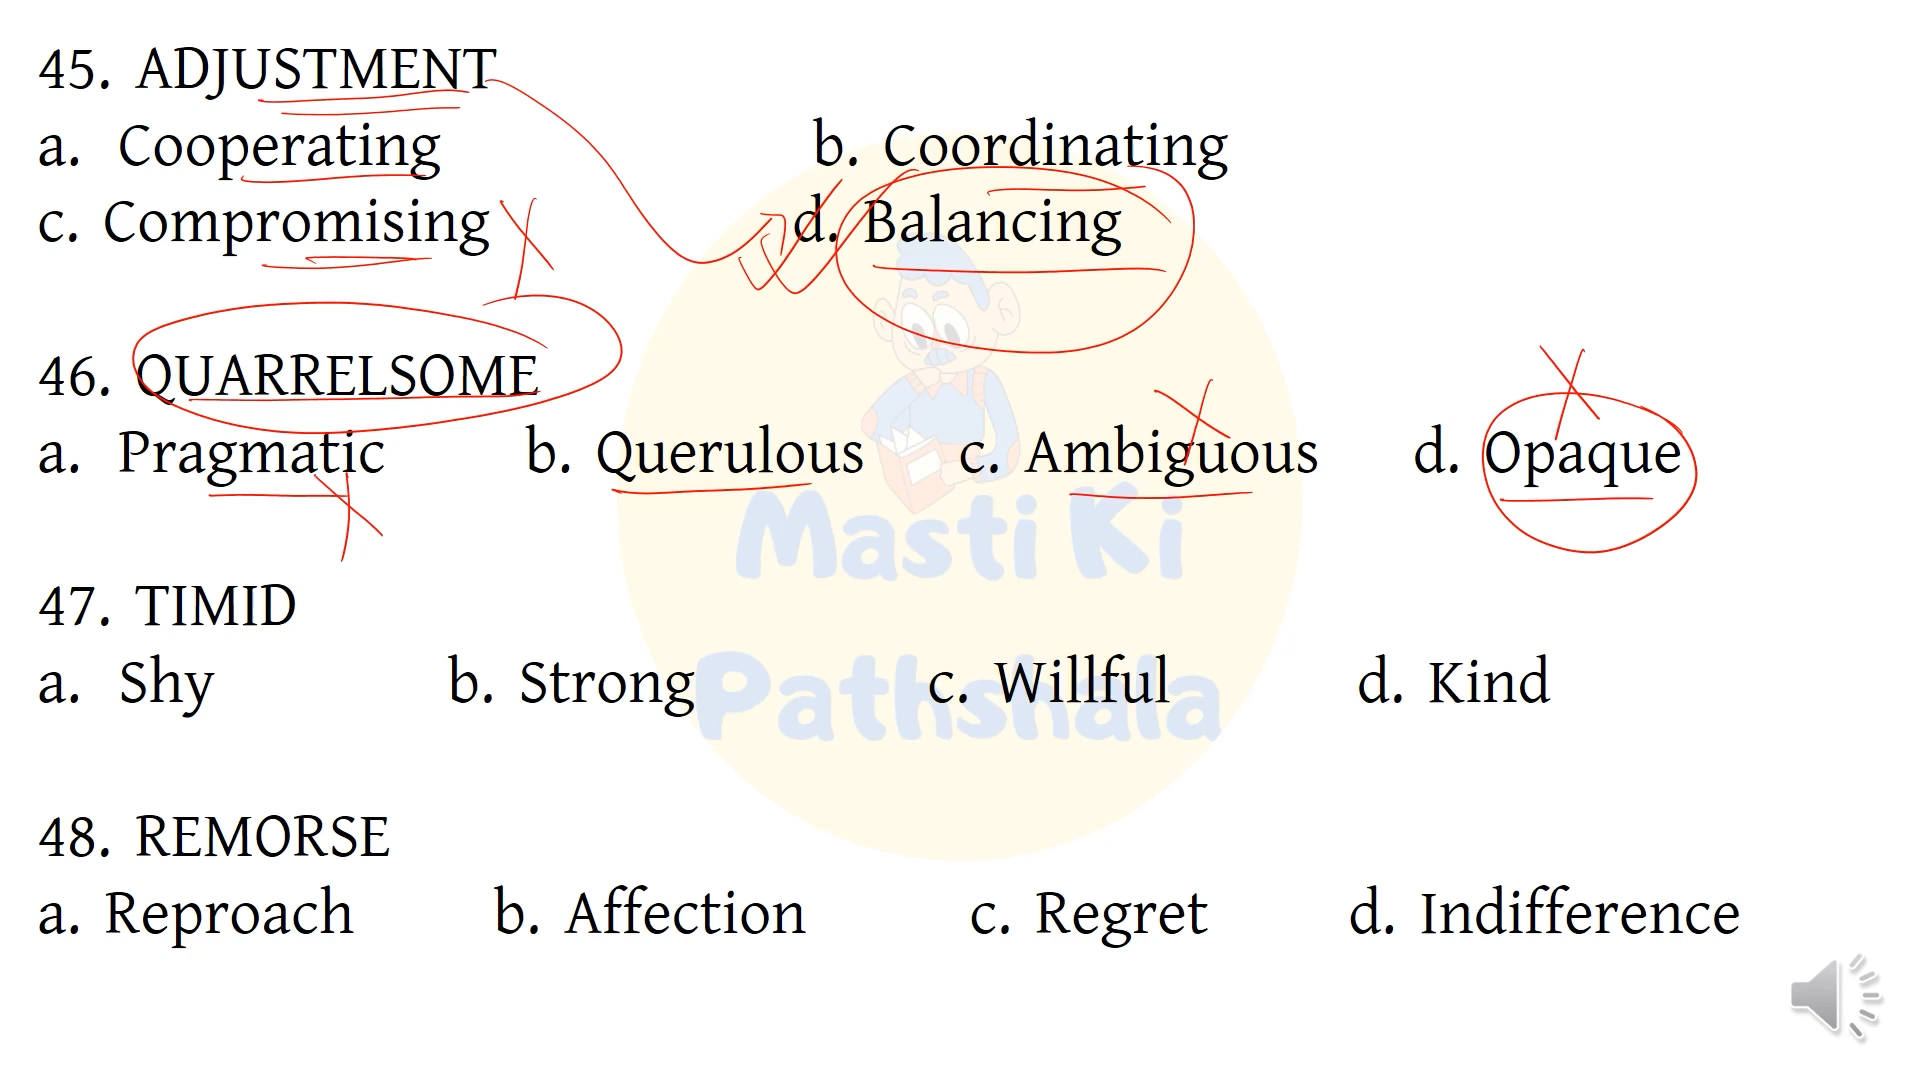 45. ADJUSTMENT
a. Cooperating b. Coordinating
c. Compromising d. Balancing
46. QUARRELSOME
a. Pragmatic b. Querulous c. Ambiguous d. Opaque
Masti Ki
47. TIMID
a. Shy b. Strong c. Willful d. Kind
Pathshala
48. REMORSE
a. Reproach b. Affection c. Regret d. Indifference